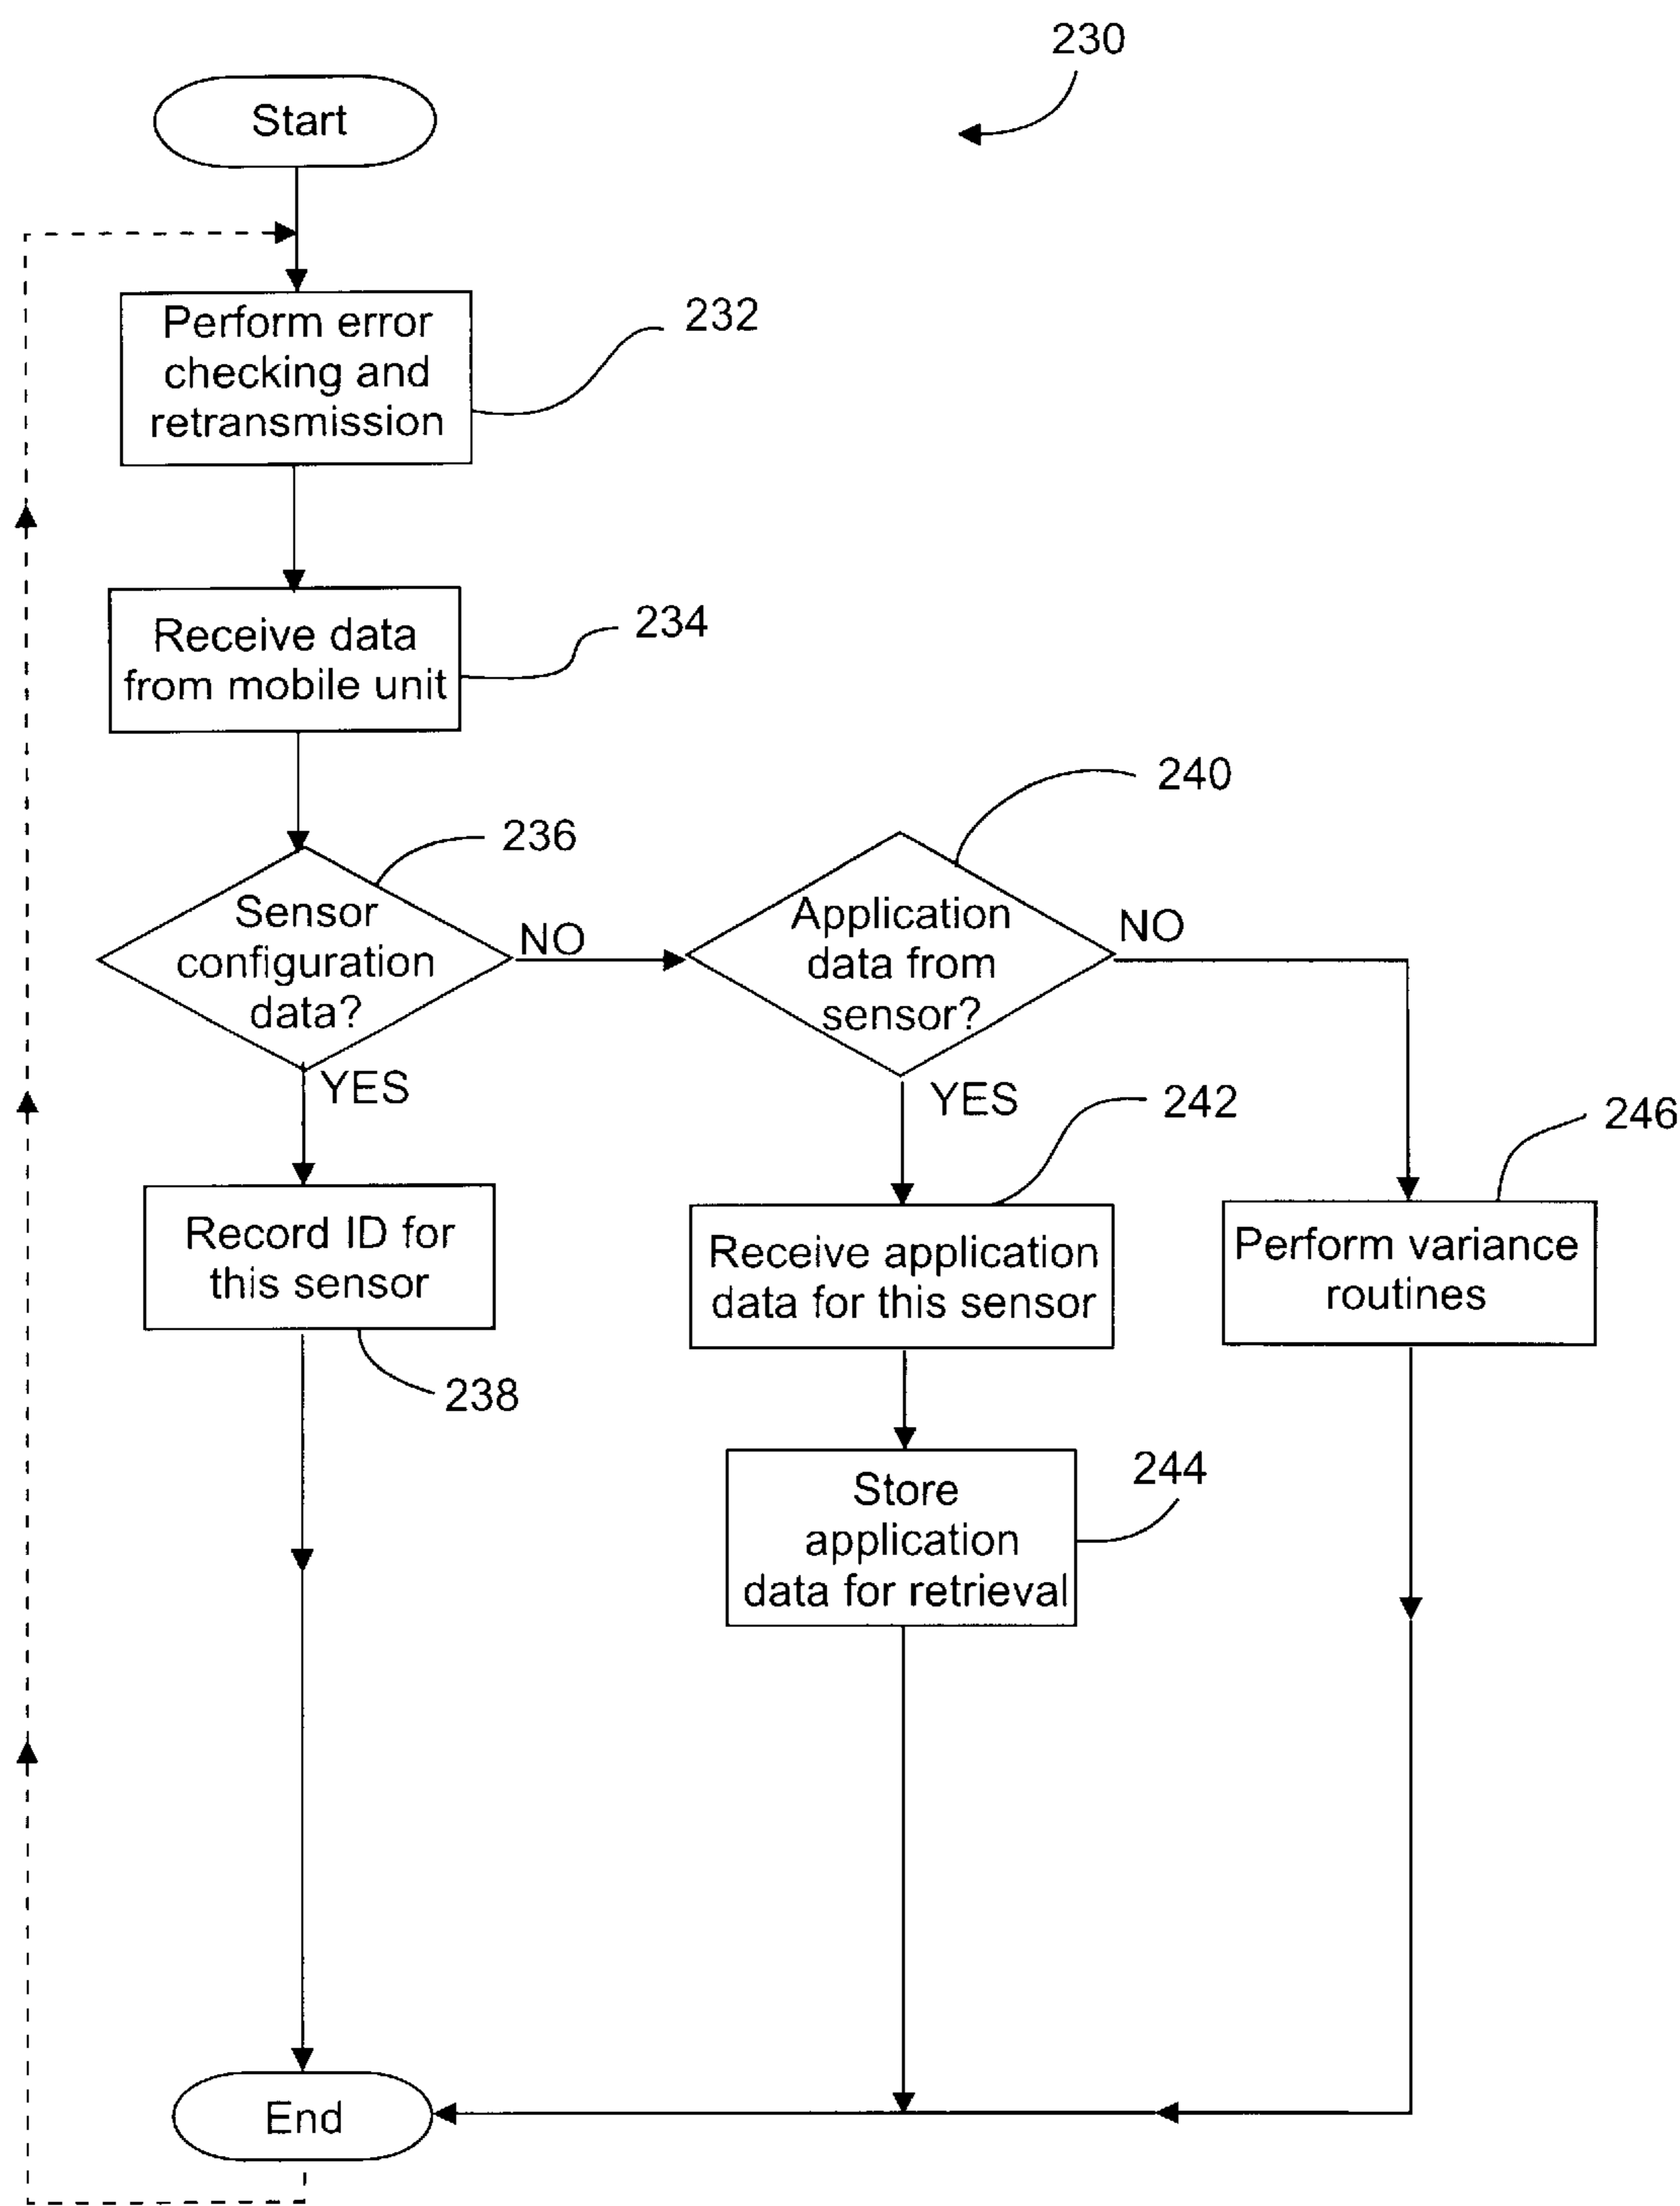 230
Start
Perform error
checking and
retransmission
232
Receive data
from mobile unit
234
236
Sensor
configuration
data?
NO
YES
240
Application
data from
sensor?
NO
YES
Record ID for
this sensor
238
242
Receive application
data for this sensor
246
Perform variance
routines
244
Store
application
data for retrieval
End